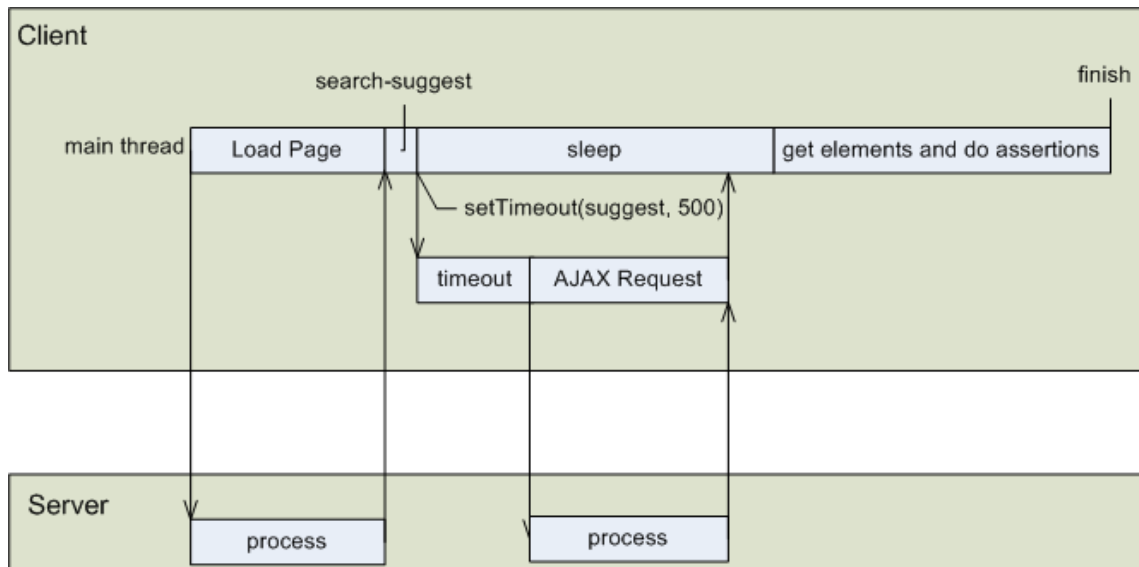 Client
search-suggest
finish
main thread
Load Page
sleep
get elements and do assertions
setTimeout(suggest, 500)
timeout
AJAX Request
Server
process
process